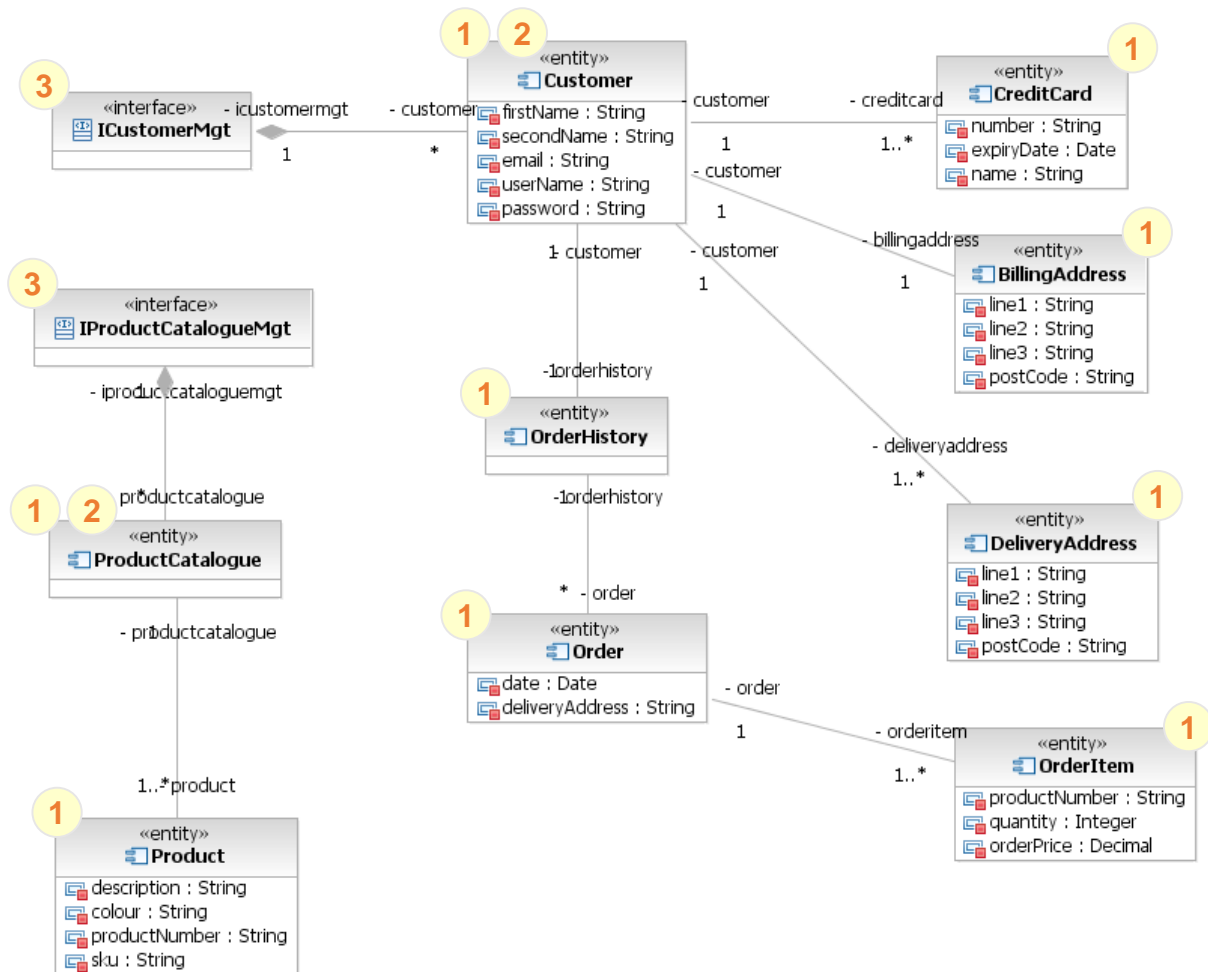 1
2
«entity»
Customer
firstName : String
secondName : String
email : String
userName : String
password : String
3
«interface»
ICustomerMgt
- icustomermgt
1
- customer
*
- customer
1
- creditcard
1..*
1
«entity»
CreditCard
number : String
expiryDate : Date
name : String
- customer
1
- billingaddress
1
1
«entity»
BillingAddress
line1 : String
line2 : String
line3 : String
postCode : String
- customer
1
- deliveryaddress
1..*
1
«entity»
DeliveryAddress
line1 : String
line2 : String
line3 : String
postCode : String
1
- customer
- orderhistory
1
1
«entity»
OrderHistory
- orderhistory
1
* - order
1
«entity»
Order
date : Date
deliveryAddress : String
- order
1
- orderitem
1..*
1
«entity»
OrderItem
productNumber : String
quantity : Integer
orderPrice : Decimal
3
«interface»
IProductCatalogueMgt
- iproductcataloguemgt
1
*
productcatalogue
1
2
«entity»
ProductCatalogue
- productcatalogue
1
1..*
- product
1
«entity»
Product
description : String
colour : String
productNumber : String
sku : String